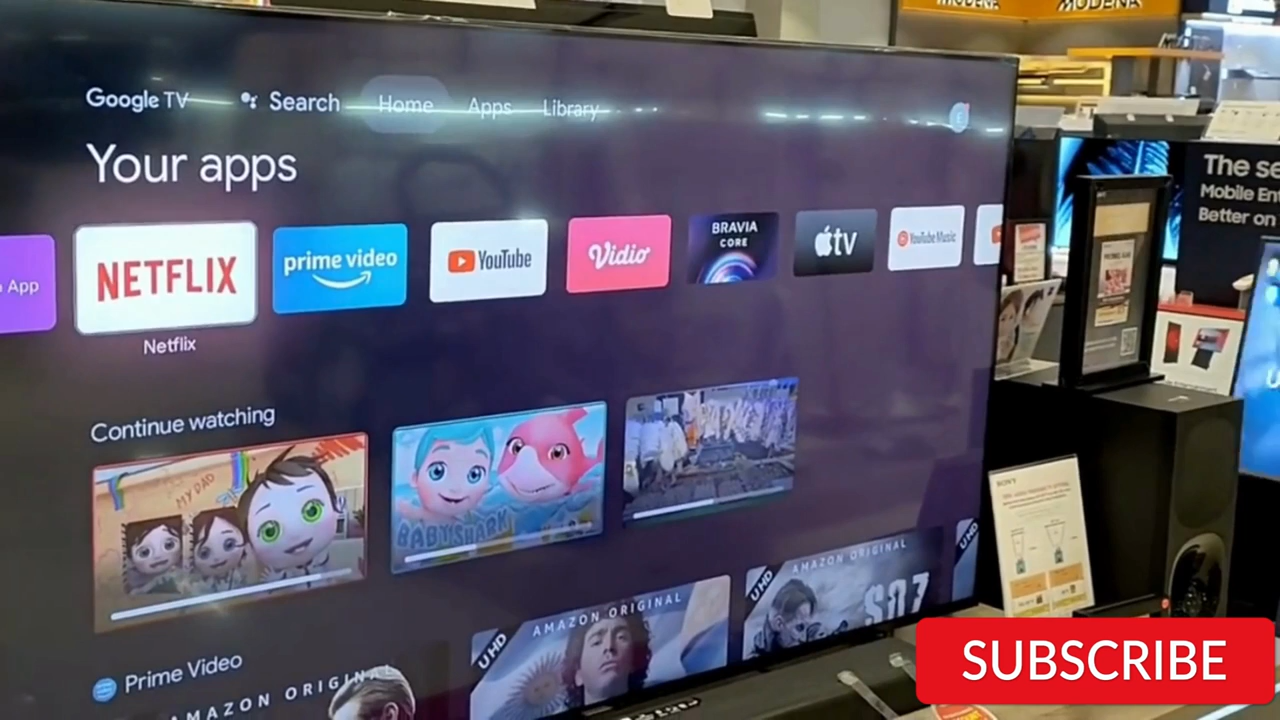 MODENA
MODENA
Google TV
Search
Home
Apps
Library
Your apps
App
NETFLIX
prime video
YouTube
Vidio
BRAVIA
CORE
tv
YouTube Music
Netflix
Continue watching
MY DAD
BABY SHARK
UHD
AMAZON ORIGINAL
UHD
AMAZON ORIGINAL
UHD
Prime Video
AMAZON ORIGINAL
The se
Mobile Ent
Better on
SONY
SUBSCRIBE